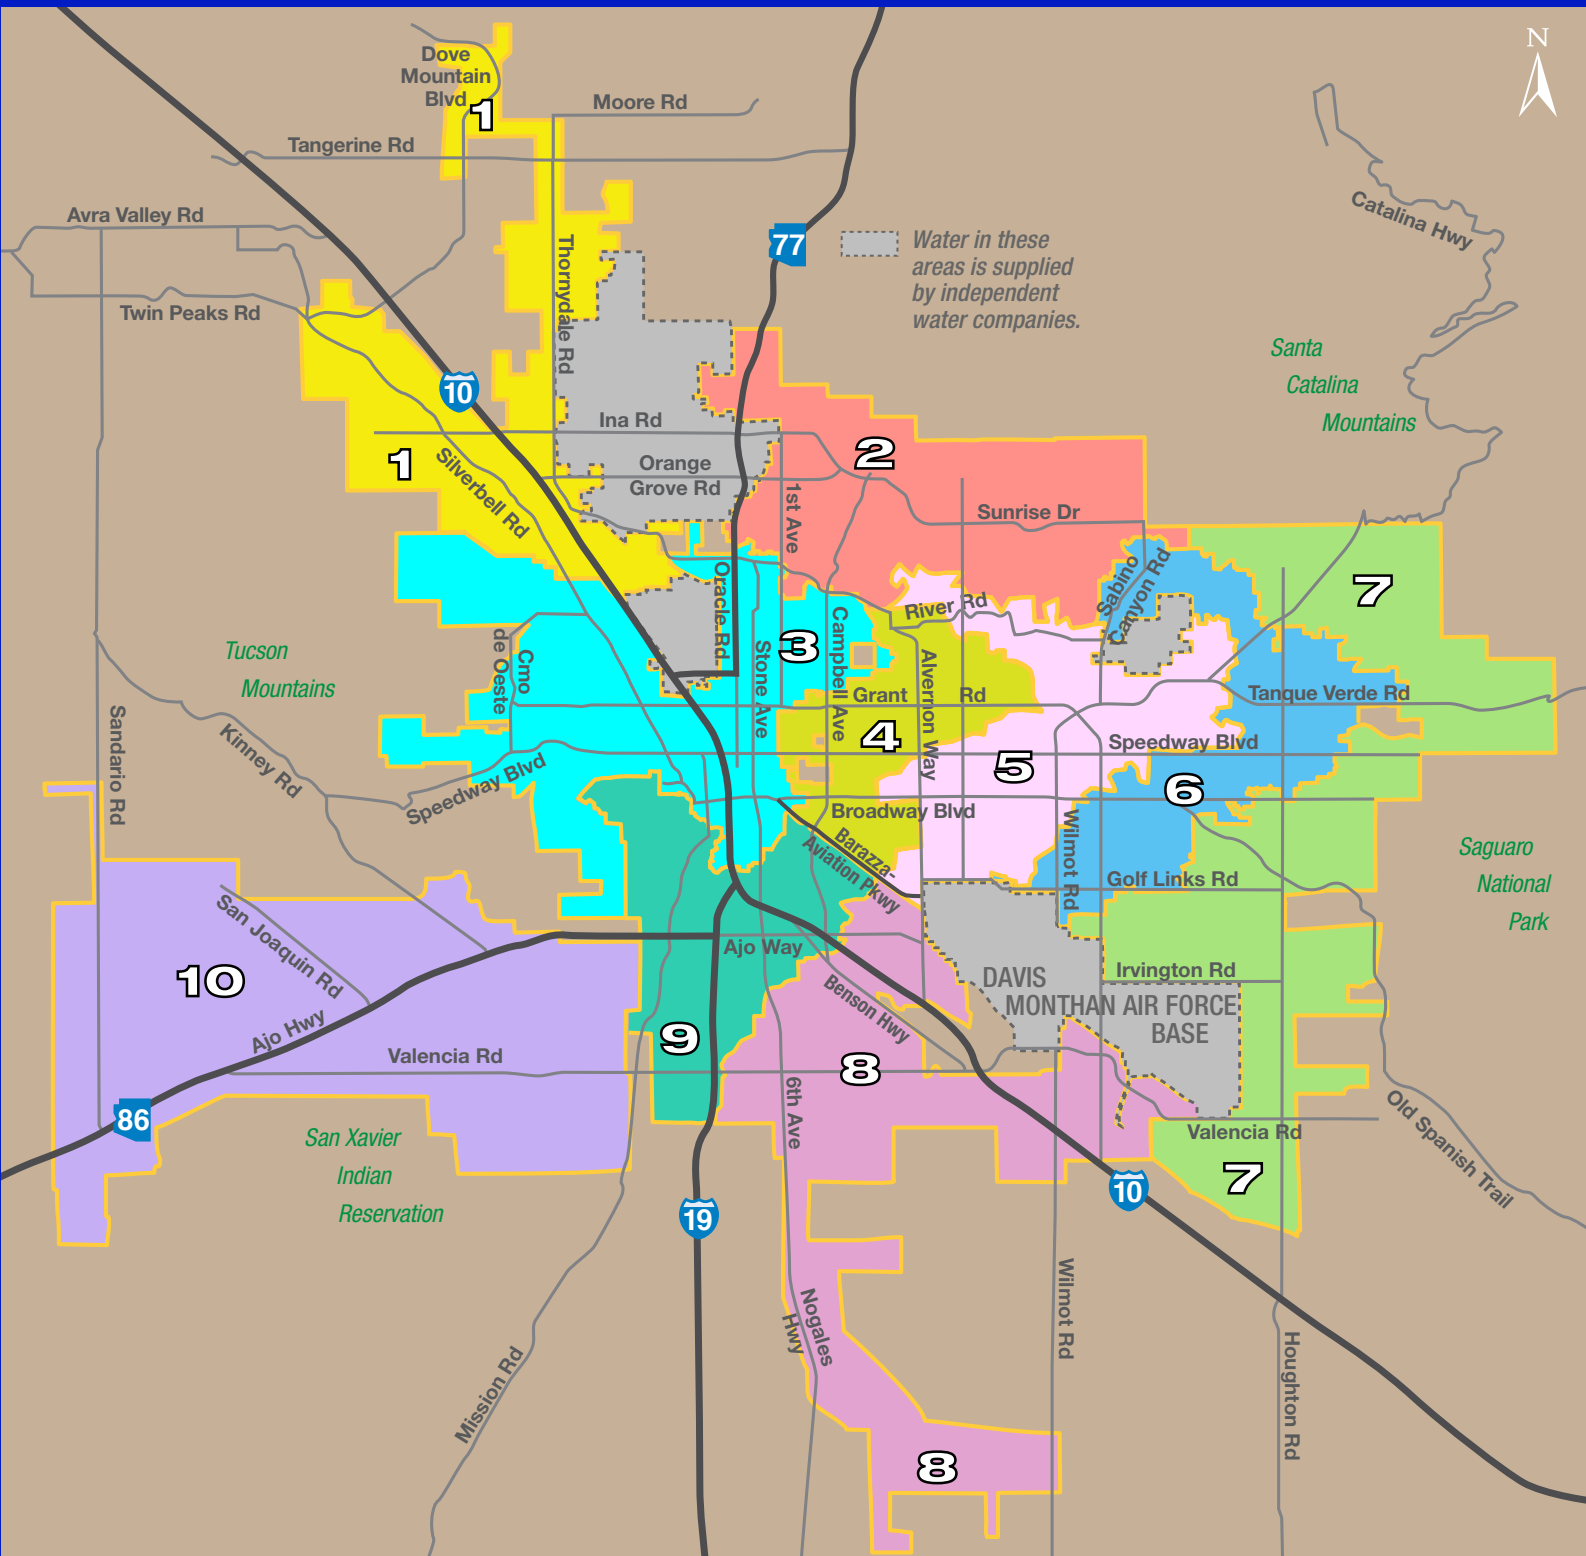 N
Dove
Mountain
Blvd
1
Moore Rd
Tangerine Rd
Avra Valley Rd
Twin Peaks Rd
Thornydale Rd
77
Water in these
areas is supplied
by independent
water companies.
Catalina Hwy
Santa
Catalina
Mountains
10
Ina Rd
Orange
Grove Rd
1
Silverbell Rd
2
1st Ave
Sunrise Dr
Oracle Rd
River Rd
Sabino
Canyon Rd
7
Tucson
Mountains
Cmo
de Oeste
Stone Ave
3
Campbell Ave
Alvernon Way
Grant Rd
Tanque Verde Rd
4
5
Speedway Blvd
6
Sandario Rd
Kinney Rd
Speedway Blvd
Broadway Blvd
Barazza-
Aviation Pkwy
Wilmot Rd
Golf Links Rd
Saguaro
National
Park
San Joaquin Rd
10
Ajo Way
Benson Hwy
Irvington Rd
DAVIS
MONTHAN AIR FORCE
BASE
Ajo Hwy
Valencia Rd
9
8
6th Ave
86
San Xavier
Indian
Reservation
Valencia Rd
7
Old Spanish Trail
10
19
Nogales
Hwy
Wilmot Rd
Houghton Rd
Mission Rd
8